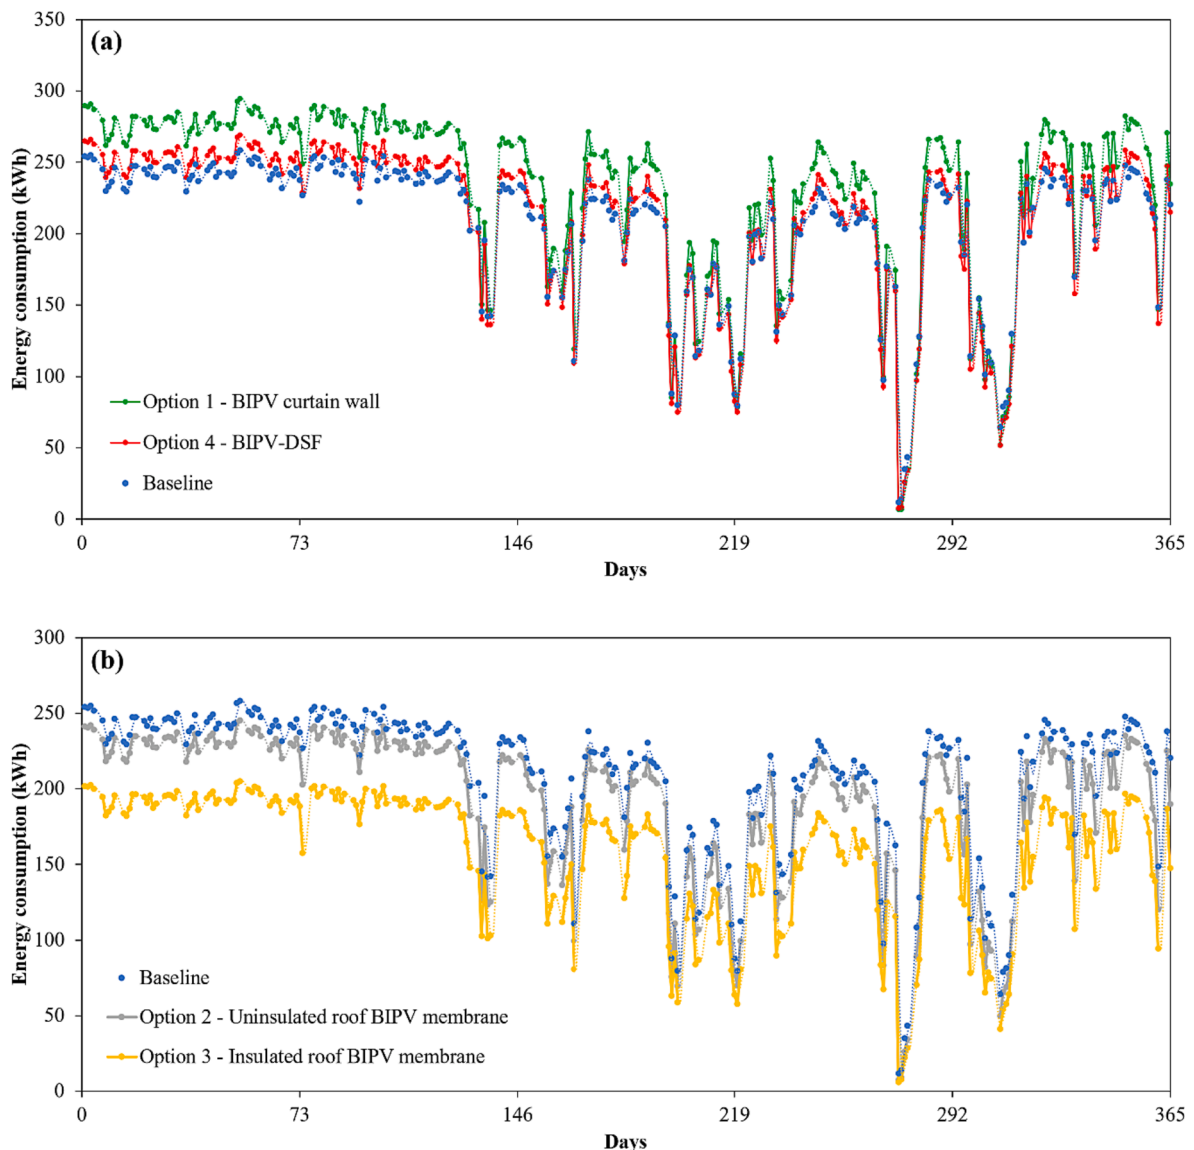 (a)
Energy consumption (kWh)
350
300
250
200
150
100
50
0
Option 1 - BIPV curtain wall
Option 4 - BIPV-DSF
Baseline
0 73 146 219 292 365
Days
(b)
Energy consumption (kWh)
300
250
200
150
100
50
0
Baseline
Option 2 - Uninsulated roof BIPV membrane
Option 3 - Insulated roof BIPV membrane
0 73 146 219 292 365
Days